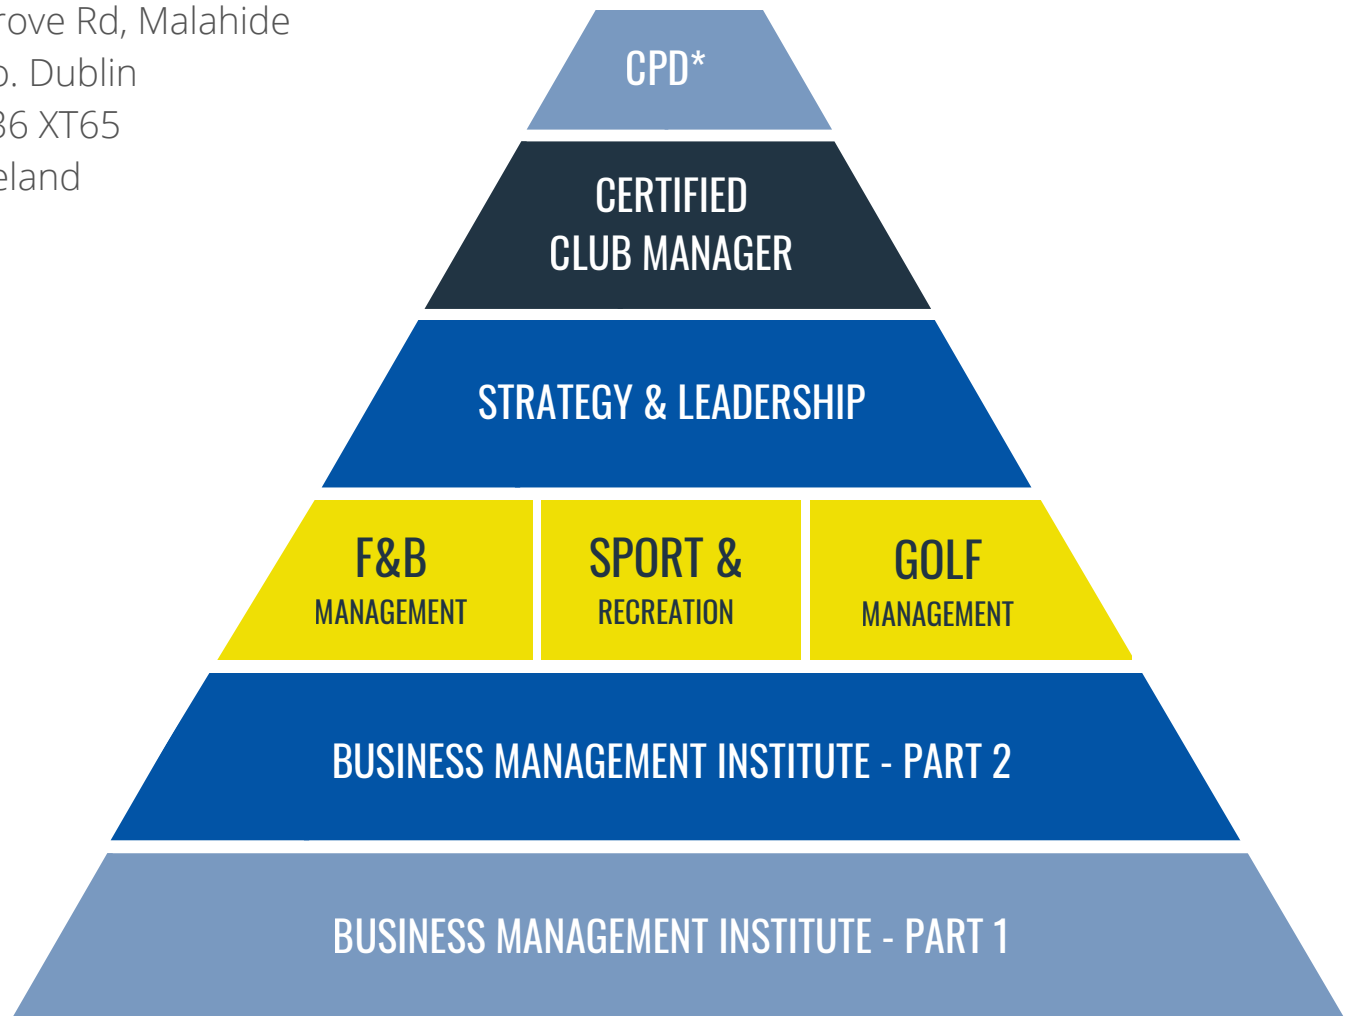 rove Rd, Malahide
o. Dublin
36 XT65
eland
CPD*
CERTIFIED
CLUB MANAGER
STRATEGY & LEADERSHIP
F&B
MANAGEMENT
SPORT &
RECREATION
GOLF
MANAGEMENT
BUSINESS MANAGEMENT INSTITUTE - PART 2
BUSINESS MANAGEMENT INSTITUTE - PART 1